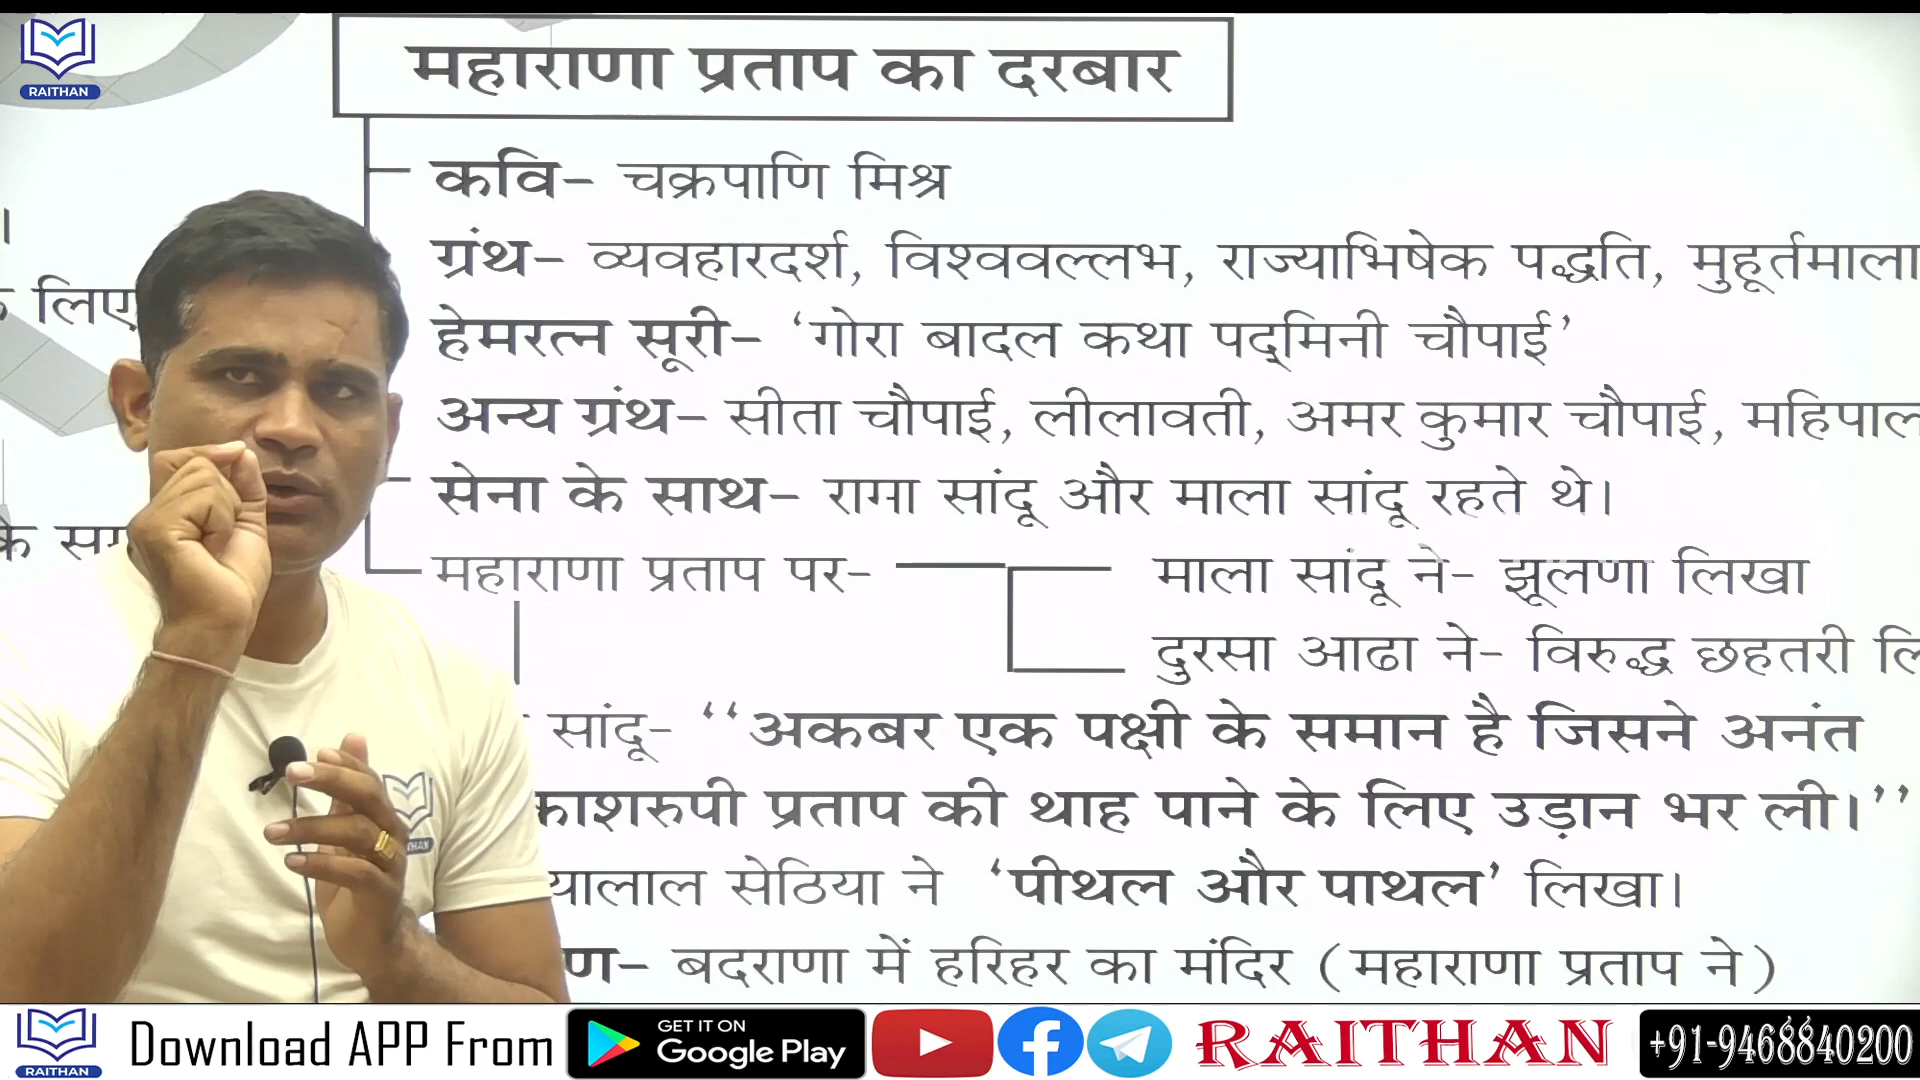 RAITHAN
महाराणा प्रताप का दरबार
कवि– चक्रपाणि मिश्र
ग्रंथ– व्यवहारदर्श, विश्ववल्लभ, राज्याभिषेक पद्धति, मुहूर्तमाला
के लिए
हेमरत्न सूरी– ‘गोरा बादल कथा पद्मिनी चौपाई’
अन्य ग्रंथ– सीता चौपाई, लीलावती, अमर कुमार चौपाई, महिपाल
सेना के साथ– रामा सांदू और माला सांदू रहते थे।
के
महाराणा प्रताप पर–
माला सांदू ने– झूलणा लिखा
दुरसा आढा ने– विरुद्ध छहतरी
सांदू– ‘‘अकबर एक पक्षी के समान है जिसने अनंत
काशरुपी प्रताप की थाह पाने के लिए उड़ान भर ली।’’
यालाल सेठिया ने ‘पीथल और पाथल’ लिखा।
ण– बदराणा में हरिहर का मंदिर (महाराणा प्रताप ने)
RAITHAN
Download APP From
GET IT ON
Google Play
RAITHAN
+91-9468840200